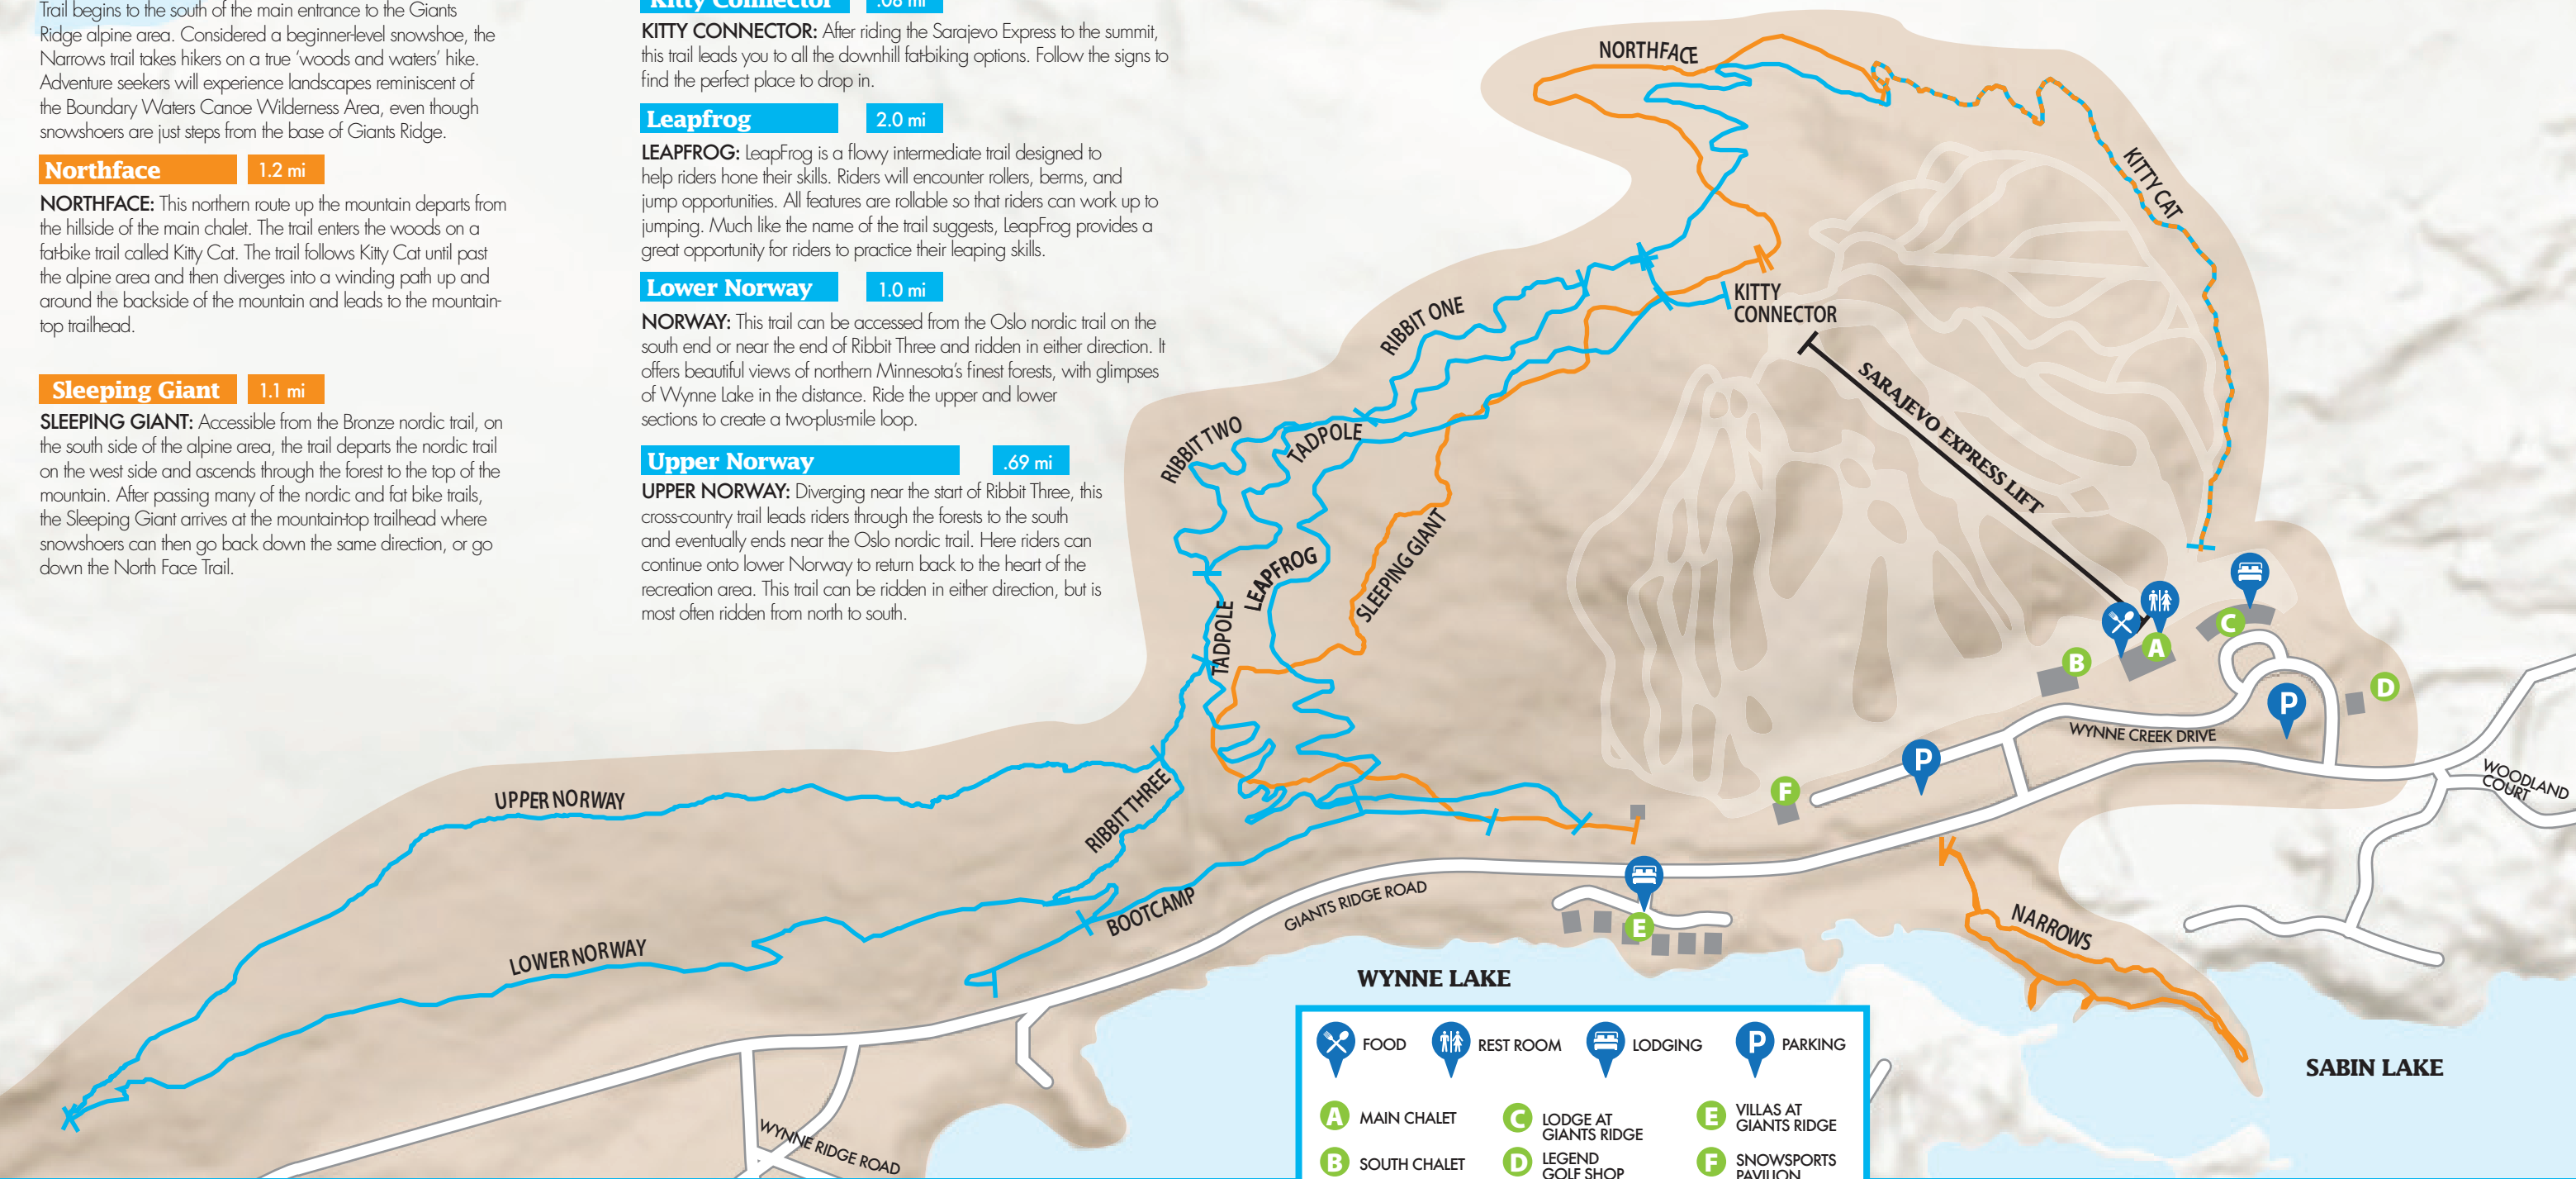 Trail begins to the south of the main entrance to the Giants
Ridge alpine area. Considered a beginner-level snowshoe, the
Narrows trail takes hikers on a true ‘woods and waters’ hike.
Adventure seekers will experience landscapes reminiscent of
the Boundary Waters Canoe Wilderness Area, even though
snowshoers are just steps from the base of Giants Ridge.
Northface 1.2 mi
NORTHFACE: This northern route up the mountain departs from
the hillside of the main chalet. The trail enters the woods on a
fat-bike trail called Kitty Cat. The trail follows Kitty Cat until past
the alpine area and then diverges into a winding path up and
around the backside of the mountain and leads to the mountain-
top trailhead.
Sleeping Giant 1.1 mi
SLEEPING GIANT: Accessible from the Bronze nordic trail, on
the south side of the alpine area, the trail departs the nordic trail
on the west side and ascends through the forest to the top of the
mountain. After passing many of the nordic and fat bike trails,
the Sleeping Giant arrives at the mountain-top trailhead where
snowshoers can then go back down the same direction, or go
down the North Face Trail.
Kitty Connector .08 mi
KITTY CONNECTOR: After riding the Sarajevo Express to the summit,
this trail leads you to all the downhill fat-biking options. Follow the signs to
find the perfect place to drop in.
Leapfrog 2.0 mi
LEAPFROG: LeapFrog is a flowy intermediate trail designed to
help riders hone their skills. Riders will encounter rollers, berms, and
jump opportunities. All features are rollable so that riders can work up to
jumping. Much like the name of the trail suggests, LeapFrog provides a
great opportunity for riders to practice their leaping skills.
Lower Norway 1.0 mi
NORWAY: This trail can be accessed from the Oslo nordic trail on the
south end or near the end of Ribbit Three and ridden in either direction. It
offers beautiful views of northern Minnesota’s finest forests, with glimpses
of Wynne Lake in the distance. Ride the upper and lower
sections to create a two-plus-mile loop.
Upper Norway .69 mi
UPPER NORWAY: Diverging near the start of Ribbit Three, this
cross-country trail leads riders through the forests to the south
and eventually ends near the Oslo nordic trail. Here riders can
continue onto lower Norway to return back to the heart of the
recreation area. This trail can be ridden in either direction, but is
most often ridden from north to south.
NORTHFACE
KITTY CAT
KITTY
CONNECTOR
RIBBIT ONE
SARAJEVO EXPRESS LIFT
RIBBIT TWO
TADPOLE
LEAPFROG
SLEEPING GIANT
TADPOLE
C
A
B
D
P
WYNNE CREEK DRIVE
P
F
WOODLAND
COURT
UPPER NORWAY
RIBBIT THREE
BOOTCAMP
GIANTS RIDGE ROAD
E
NARROWS
LOWER NORWAY
WYNNE LAKE
SABIN LAKE
WYNNE RIDGE ROAD
FOOD
REST ROOM
LODGING
P PARKING
A MAIN CHALET
C LODGE AT
GIANTS RIDGE
E VILLAS AT
GIANTS RIDGE
B SOUTH CHALET
D LEGEND
GOLF SHOP
F SNOWSPORTS
PAVILION